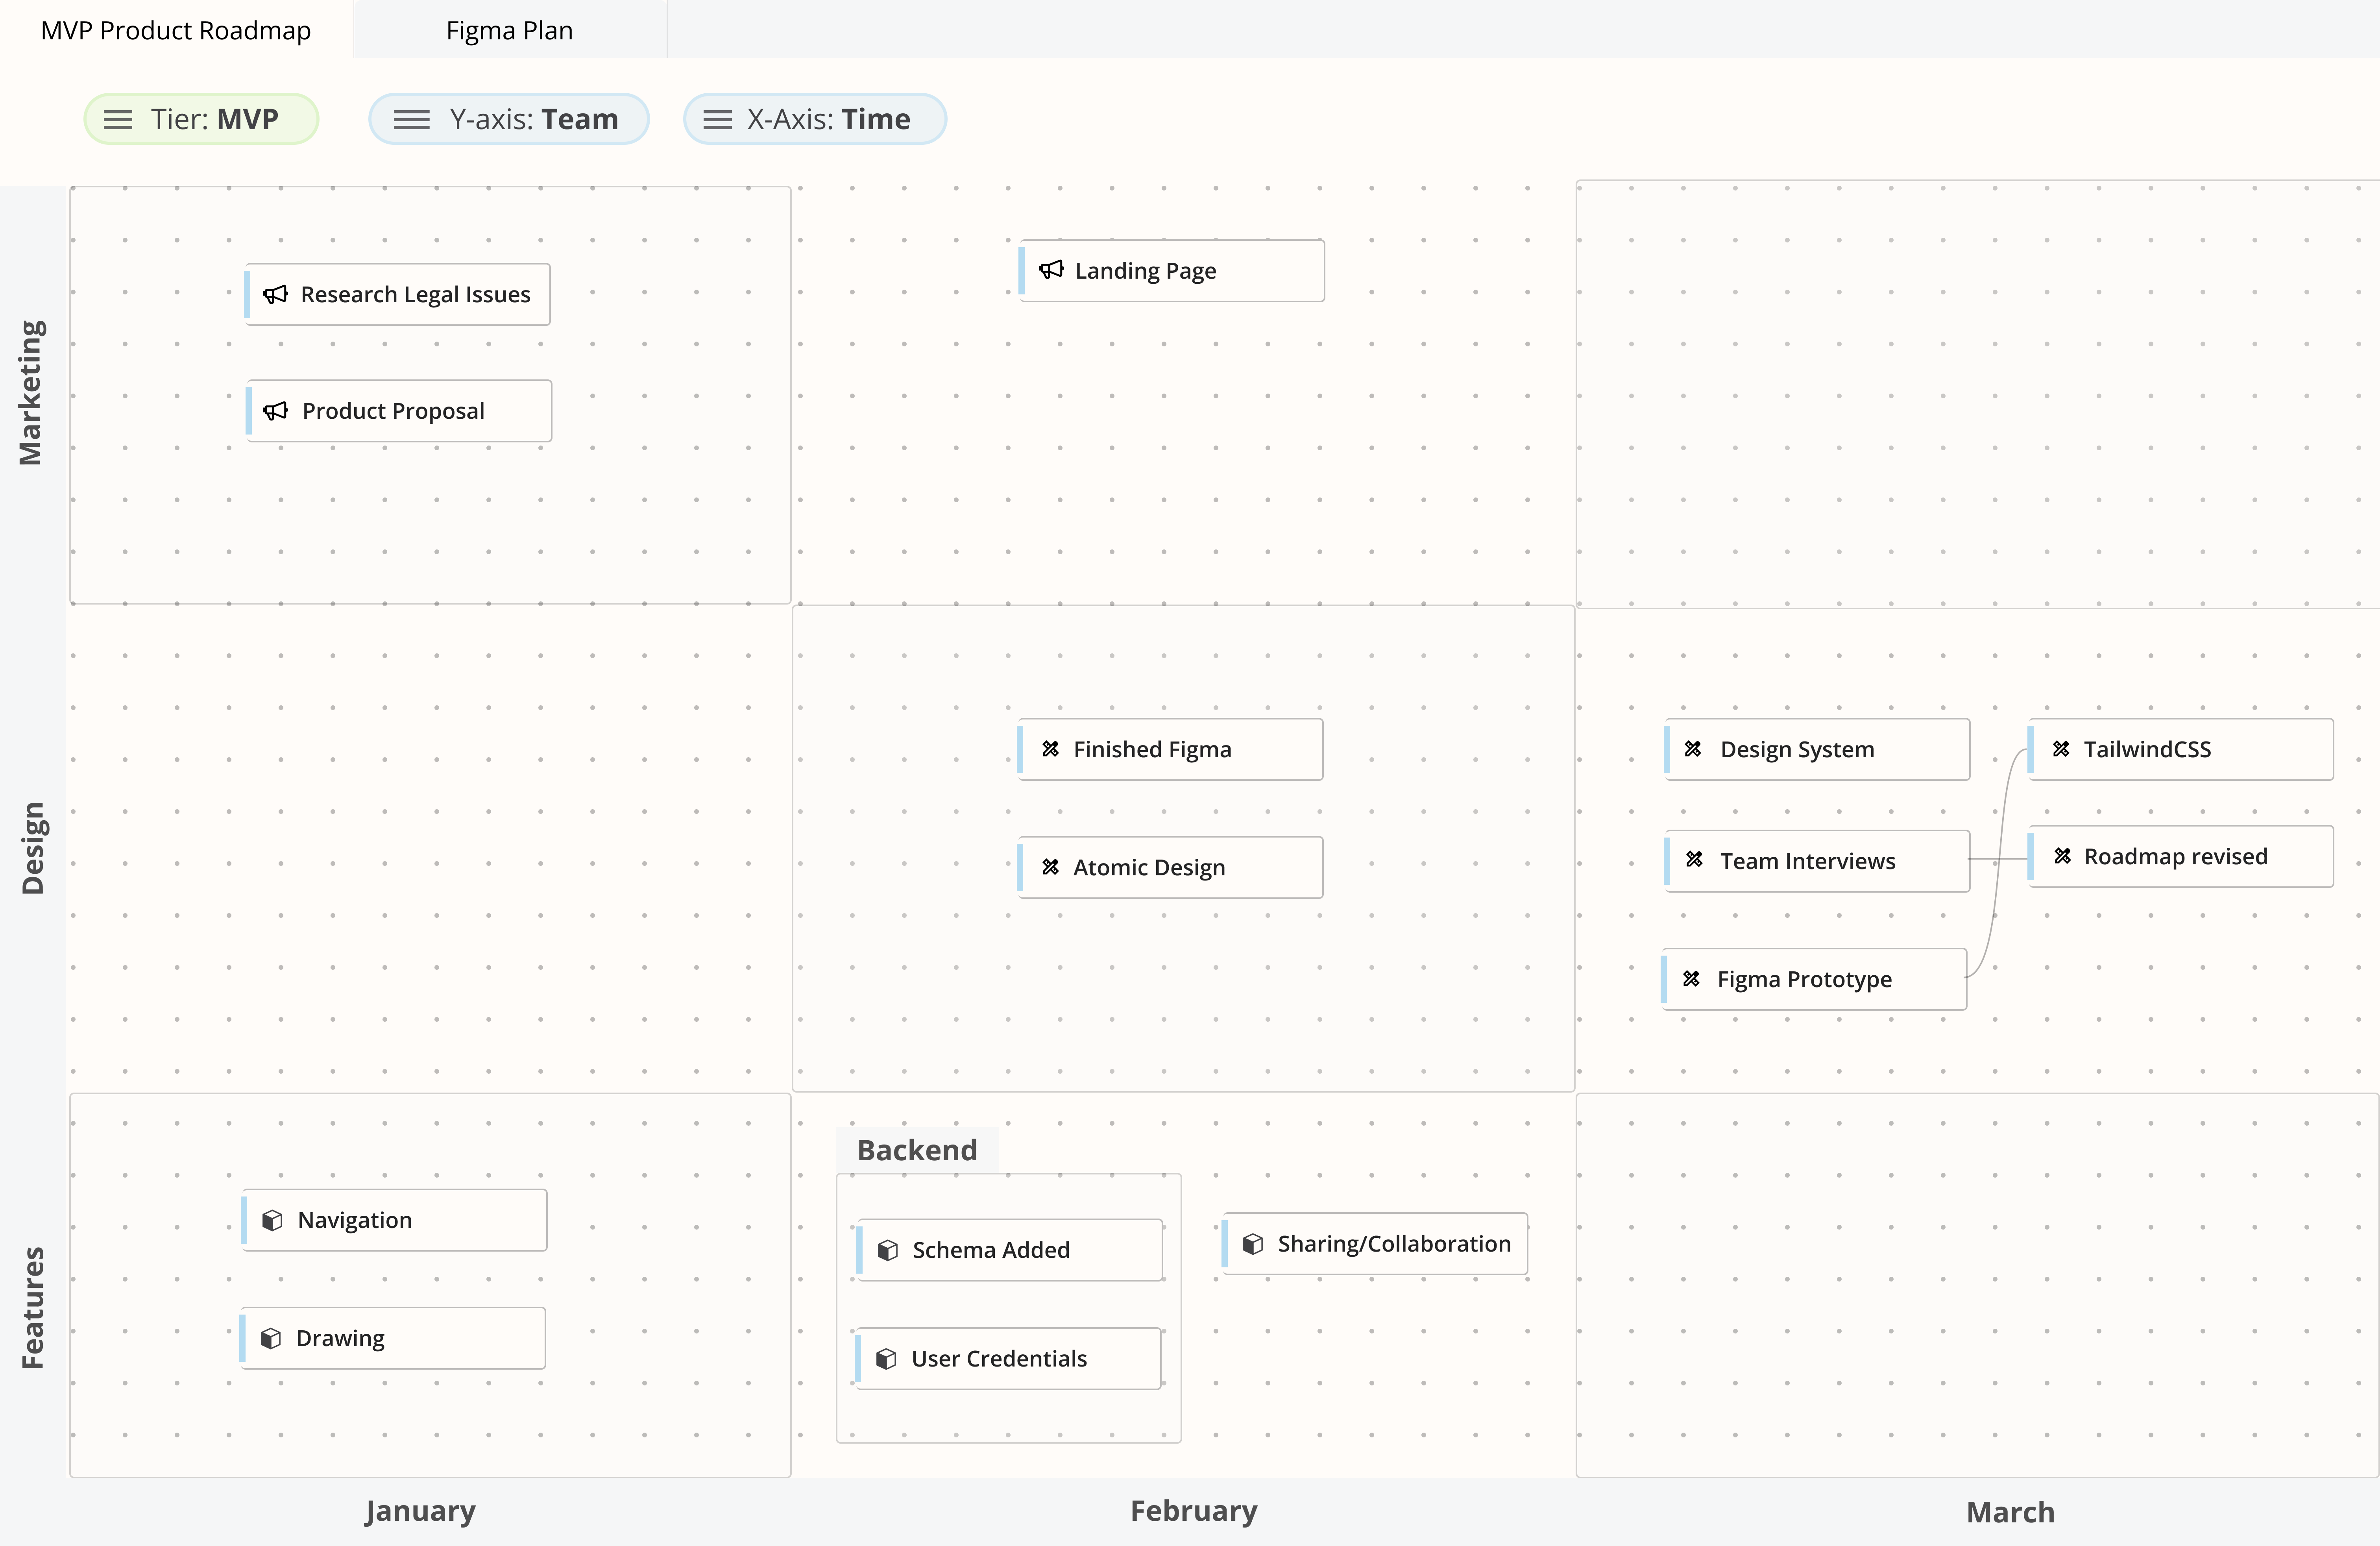 MVP Product Roadmap
Figma Plan
Tier: MVP
Y-axis: Team
X-Axis: Time
Marketing
Research Legal Issues
Product Proposal
Landing Page
Design
Finished Figma
Atomic Design
Design System
TailwindCSS
Team Interviews
Roadmap revised
Figma Prototype
Features
Navigation
Drawing
Backend
Schema Added
User Credentials
Sharing/Collaboration
January
February
March